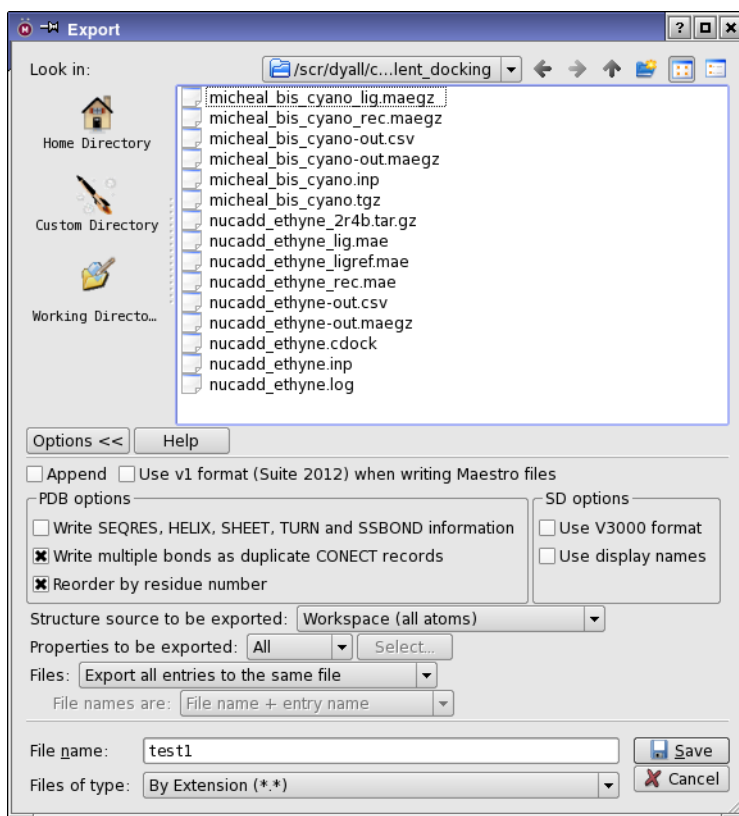 Export
Look in: /scr/dyall/c...lent_docking
Home Directory
Custom Directory
Working Directo...
micheal_bis_cyano_lig.maegz
micheal_bis_cyano_rec.maegz
micheal_bis_cyano-out.csv
micheal_bis_cyano-out.maegz
micheal_bis_cyano.inp
micheal_bis_cyano.tgz
nucadd_ethyne_2r4b.tar.gz
nucadd_ethyne_lig.mae
nucadd_ethyne_ligref.mae
nucadd_ethyne_rec.mae
nucadd_ethyne-out.csv
nucadd_ethyne-out.maegz
nucadd_ethyne.cdock
nucadd_ethyne.inp
nucadd_ethyne.log
Options << Help
Append Use v1 format (Suite 2012) when writing Maestro files
PDB options
Write SEQRES, HELIX, SHEET, TURN and SSBOND information
Write multiple bonds as duplicate CONECT records
Reorder by residue number
SD options
Use V3000 format
Use display names
Structure source to be exported: Workspace (all atoms)
Properties to be exported: All Select...
Files: Export all entries to the same file
File names are: File name + entry name
File name: test1 Save
Files of type: By Extension (*.*) Cancel